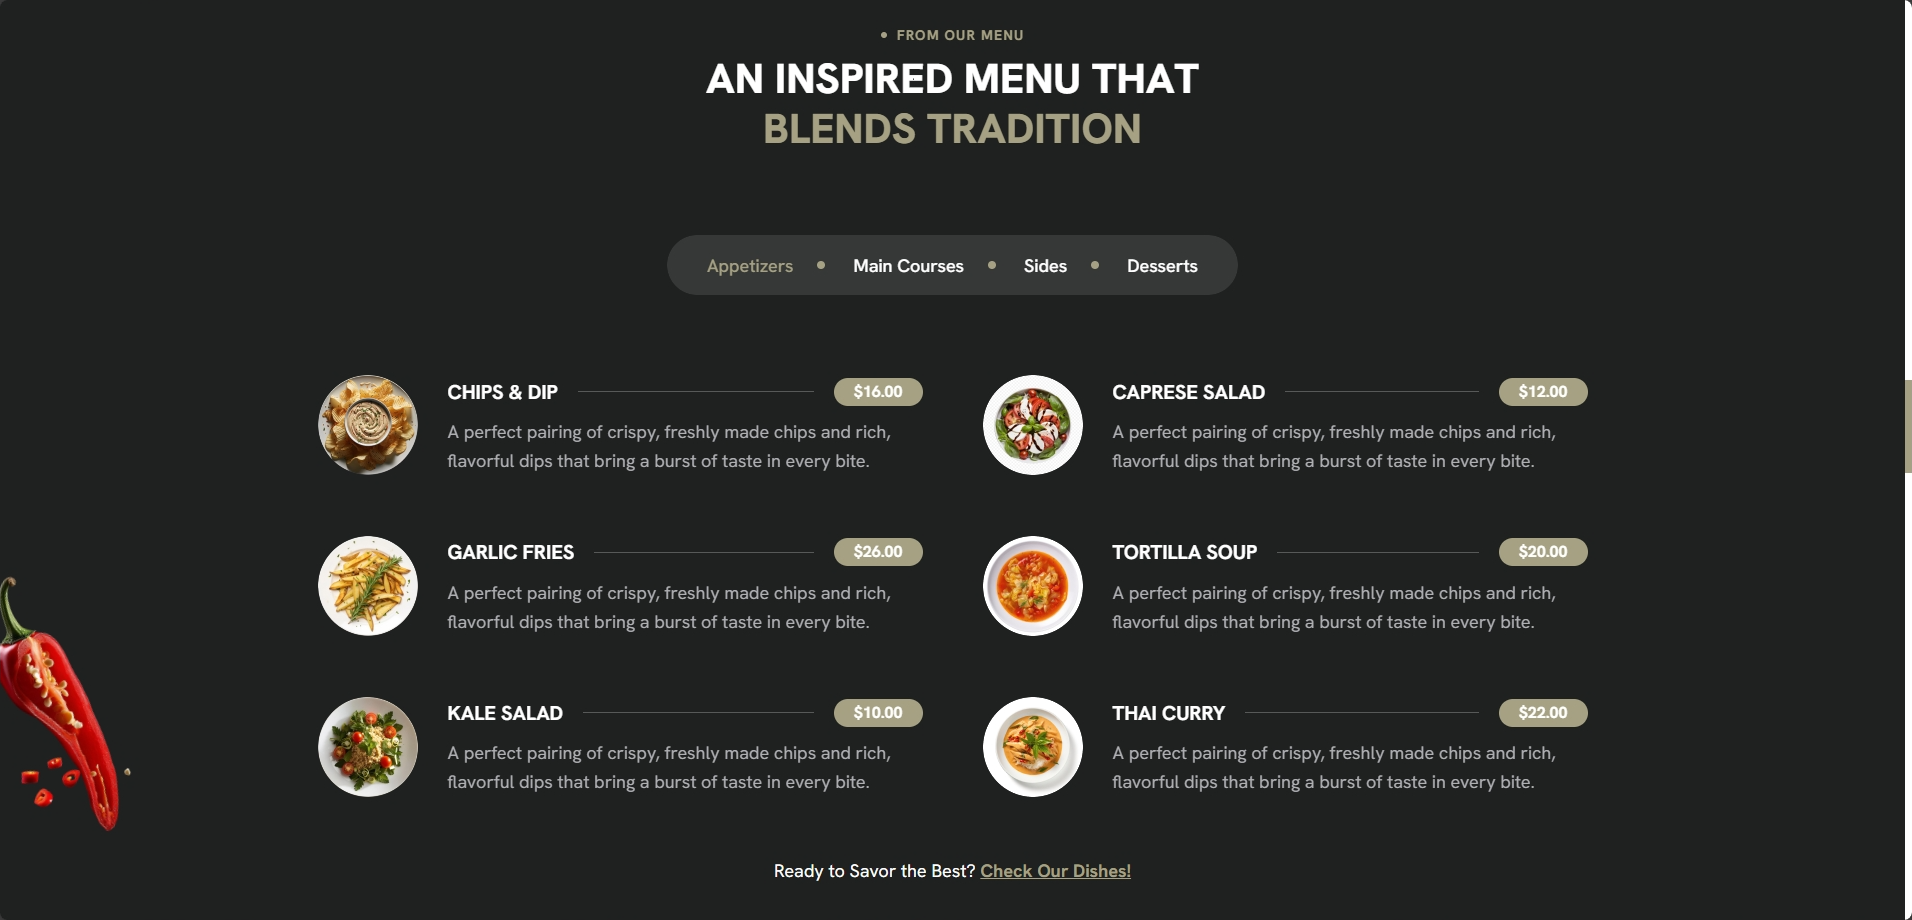 FROM OUR MENU
AN INSPIRED MENU THAT
BLENDS TRADITION
Appetizers
Main Courses
Sides
Desserts
CHIPS & DIP
$16.00
A perfect pairing of crispy, freshly made chips and rich,
flavorful dips that bring a burst of taste in every bite.
CAPRESE SALAD
$12.00
A perfect pairing of crispy, freshly made chips and rich,
flavorful dips that bring a burst of taste in every bite.
GARLIC FRIES
$26.00
A perfect pairing of crispy, freshly made chips and rich,
flavorful dips that bring a burst of taste in every bite.
TORTILLA SOUP
$20.00
A perfect pairing of crispy, freshly made chips and rich,
flavorful dips that bring a burst of taste in every bite.
KALE SALAD
$10.00
A perfect pairing of crispy, freshly made chips and rich,
flavorful dips that bring a burst of taste in every bite.
THAI CURRY
$22.00
A perfect pairing of crispy, freshly made chips and rich,
flavorful dips that bring a burst of taste in every bite.
Ready to Savor the Best? Check Our Dishes!